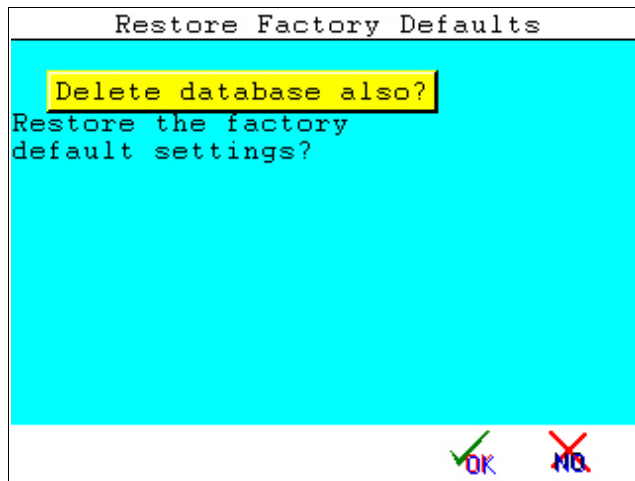 Restore Factory Defaults
Delete database also?
Restore the factory
default settings?
OK
NO